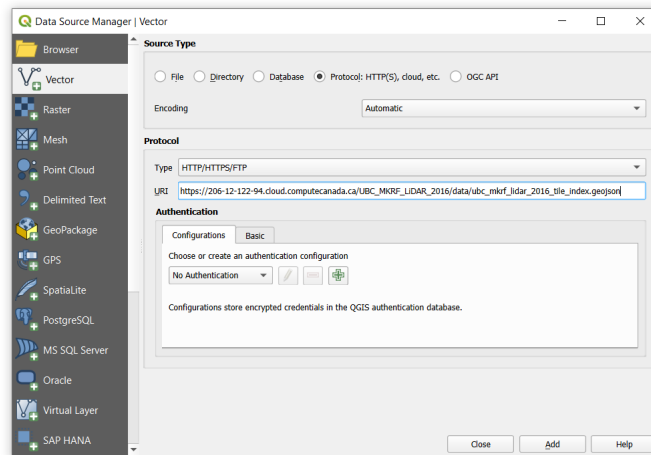 Data Source Manager | Vector
Browser
Vector
Raster
Mesh
Point Cloud
Delimited Text
GeoPackage
GPS
SpatiaLite
PostgreSQL
MS SQL Server
Oracle
Virtual Layer
SAP HANA
Source Type
File Directory Database Protocol: HTTP(S), cloud, etc. OGC API
Encoding Automatic
Protocol
Type HTTP/HTTPS/FTP
URI https://206-12-122-94.cloud.computecanada.ca/UBC_MKRF_LiDAR_2016/data/ubc_mkrf_lidar_2016_tile_index.geojson
Authentication
Configurations Basic
Choose or create an authentication configuration
No Authentication
Configurations store encrypted credentials in the QGIS authentication database.
Close Add Help